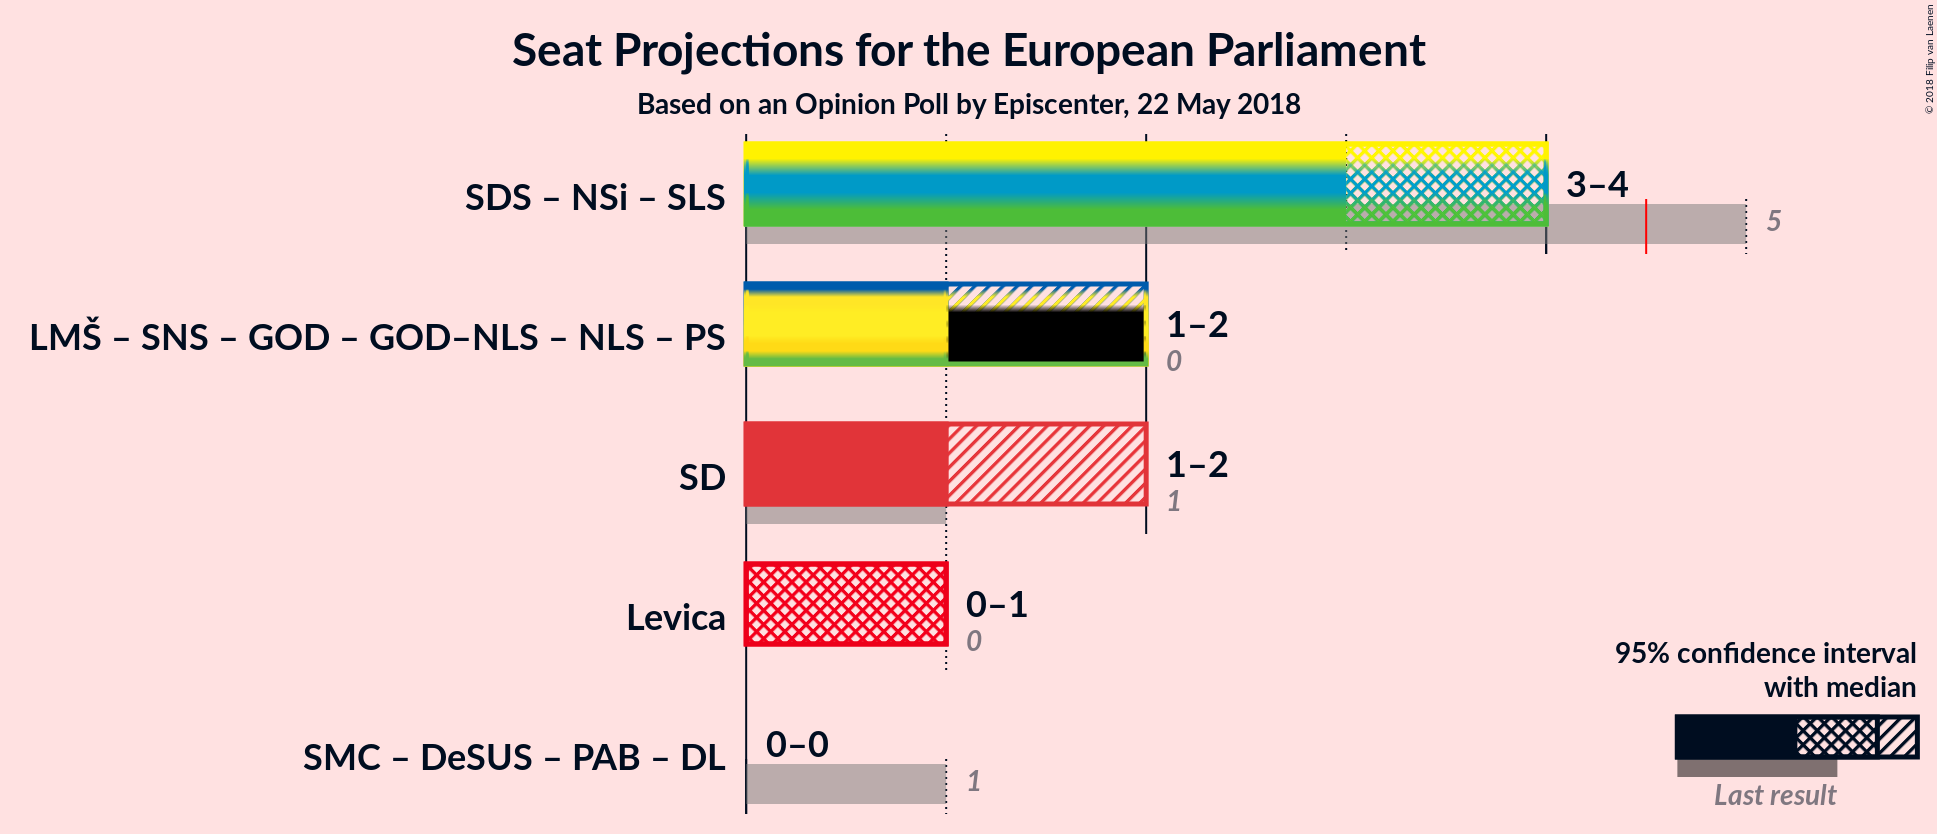 Seat Projections for the European Parliament
Based on an Opinion Poll by Episcenter, 22 May 2018
© 2018 Filip van Laenen
SDS – NSi – SLS
3–4
5
LMŠ – SNS – GOD – GOD–NLS – NLS – PS
1–2
0
SD
1–2
1
Levica
0–1
0
SMC – DeSUS – PAB – DL
0–0
1
95% confidence interval
with median
Last result